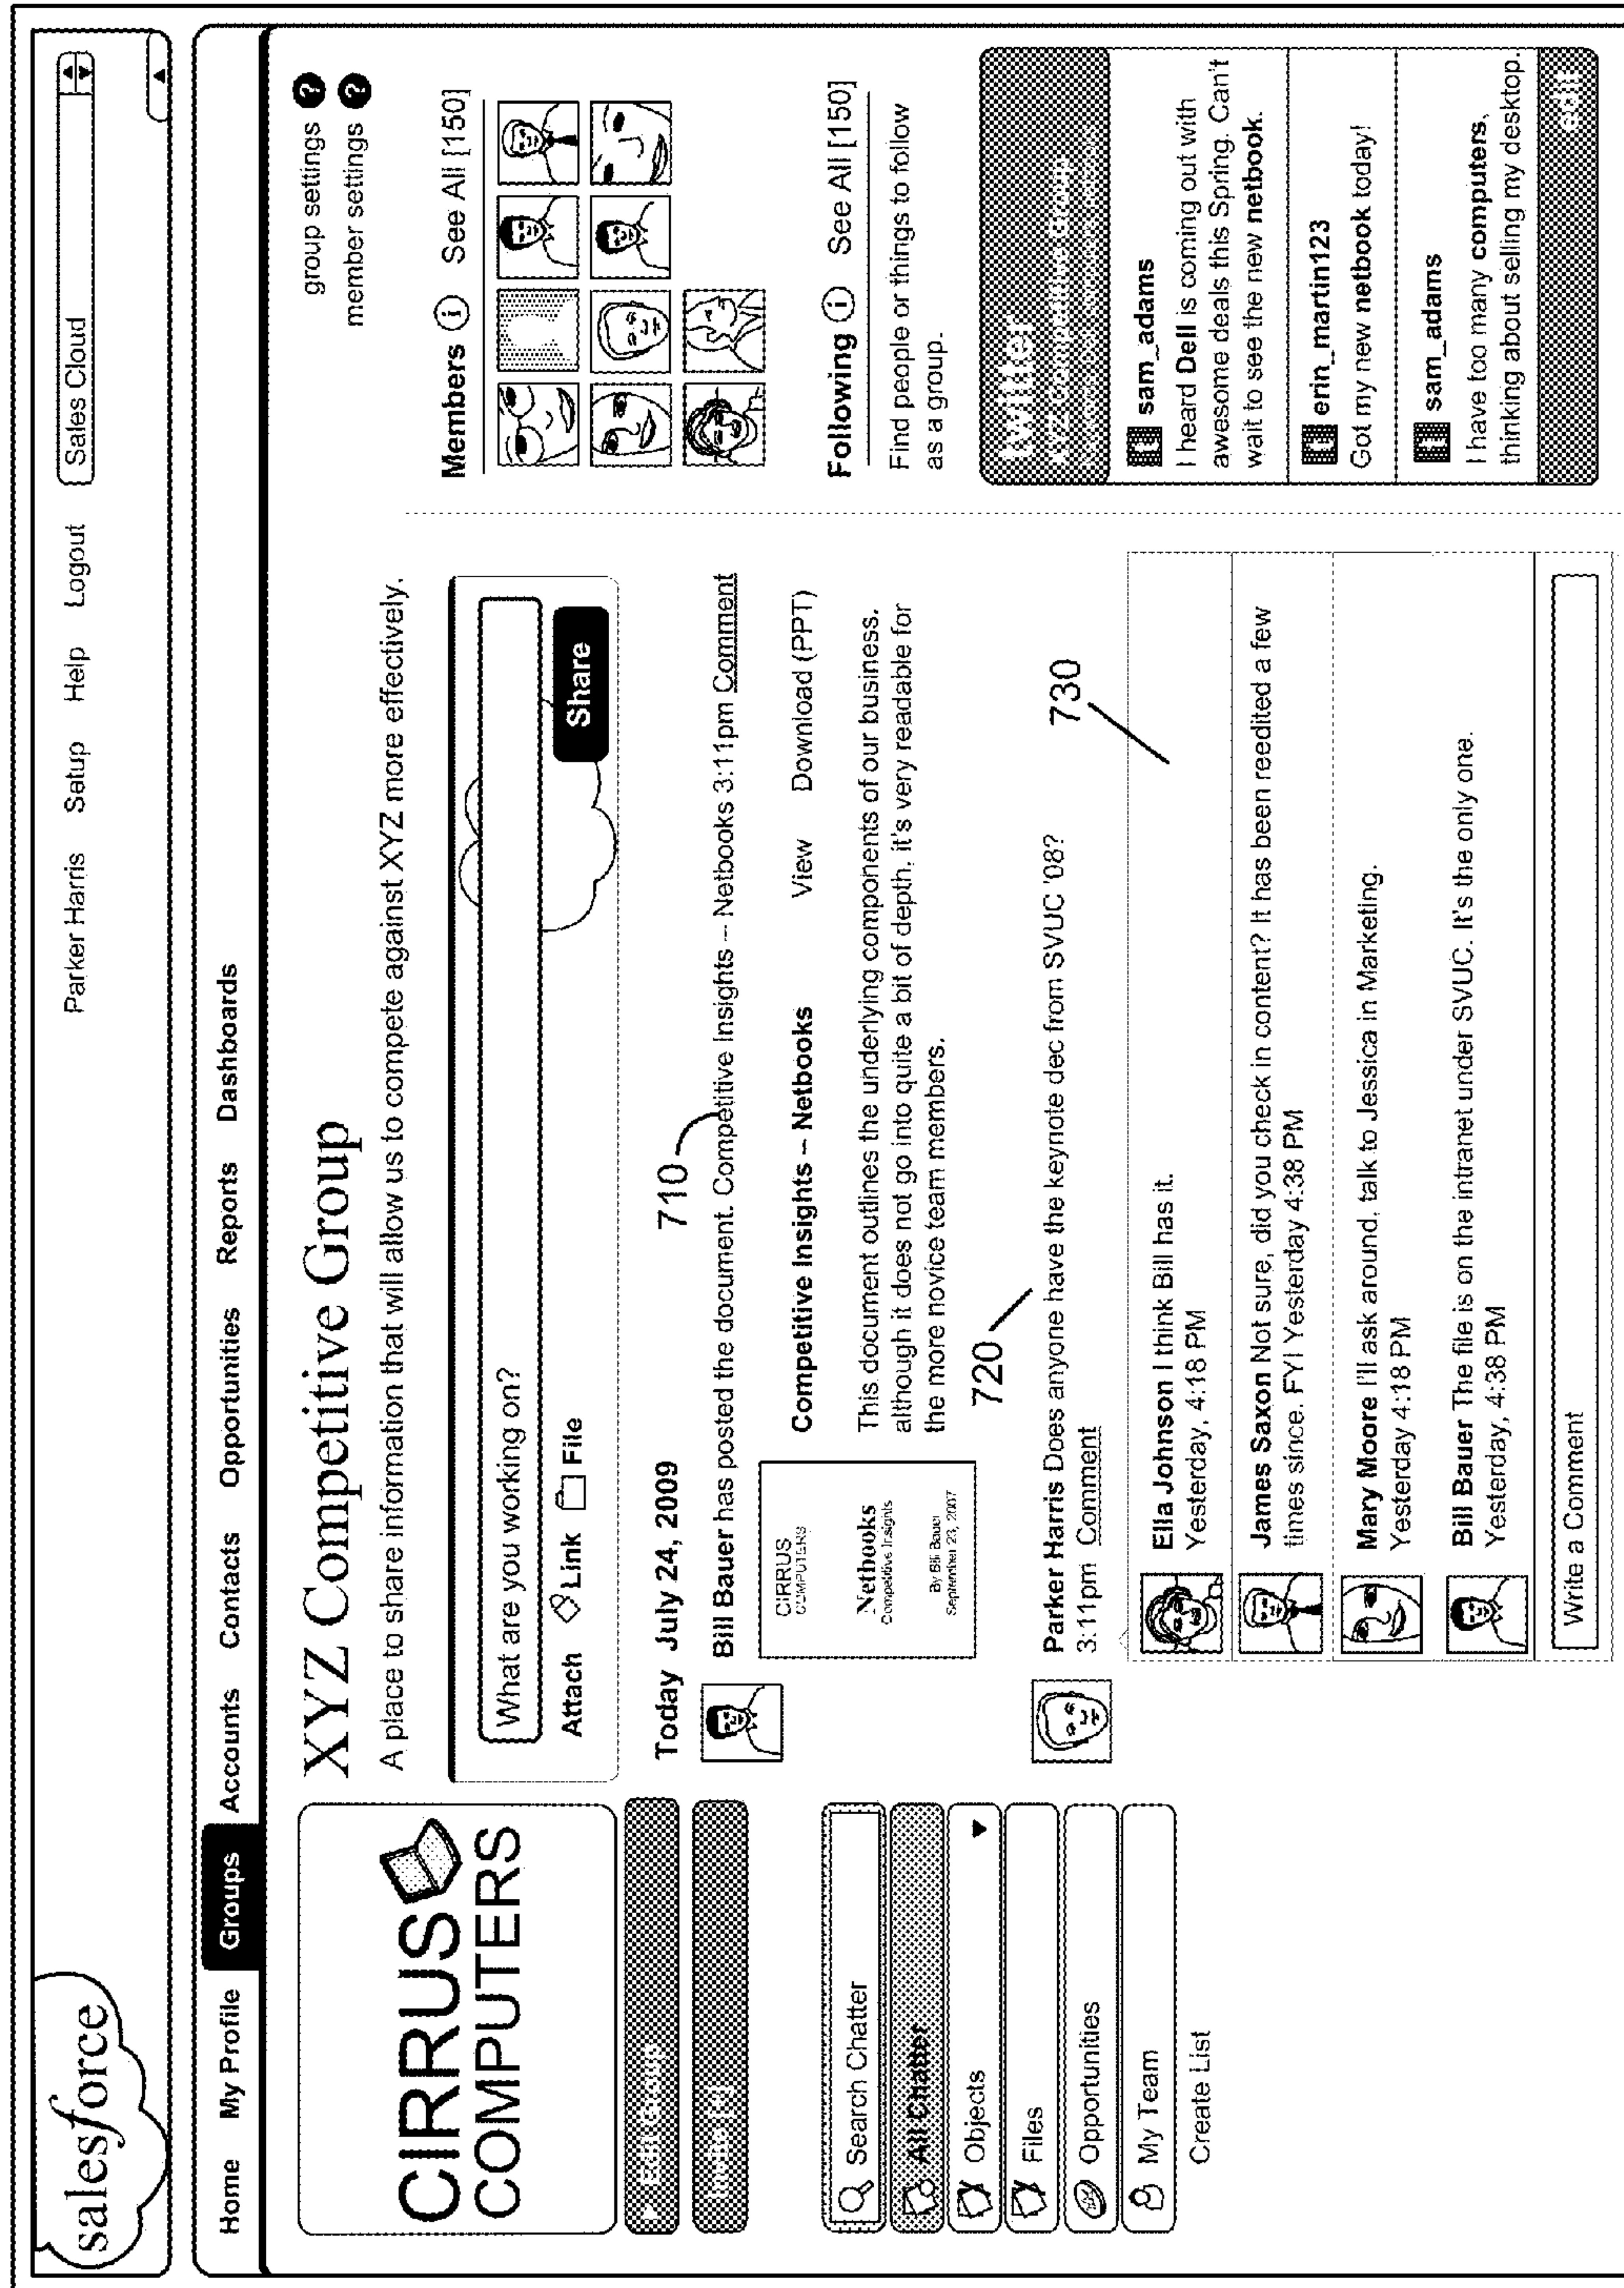 salesforce
Parker Harris Setup Help Logout Sales Cloud
Home My Profile Groups Accounts Contacts Opportunities Reports Dashboards
CIRRUS
COMPUTERS
Edit Group
Search Chatter
All Chatter
Objects
Files
Opportunities
My Team
Create List
XYZ Competitive Group
A place to share information that will allow us to compete against XYZ more effectively.
What are you working on?
Attach Link File
Share
Today July 24, 2009
710
Bill Bauer has posted the document. Competitive Insights – Netbooks 3:11pm Comment
CIRRUS
COMPUTERS
Netbooks
Competitive Insights
By Bill Bauer
September 23, 2007
Competitive Insights – Netbooks View Download (PPT)
This document outlines the underlying components of our business.
although it does not go into quite a bit of depth, it's very readable for
the more novice team members.
720
Parker Harris Does anyone have the keynote dec from SVUC '08?
3:11pm Comment
730
Ella Johnson I think Bill has it.
Yesterday, 4:18 PM
James Saxon Not sure, did you check in content? It has been reedited a few
times since. FYI Yesterday 4:38 PM
Mary Moore I'll ask around, talk to Jessica in Marketing.
Yesterday 4:18 PM
Bill Bauer The file is on the intranet under SVUC. It's the only one.
Yesterday, 4:38 PM
Write a Comment
group settings ?
member settings ?
Members i See All [150]
Following i See All [150]
Find people or things to follow
as a group.
twitter
sam_adams
I heard Dell is coming out with
awesome deals this Spring. Can't
wait to see the new netbook.
erin_martin123
Got my new netbook today!
sam_adams
I have too many computers,
thinking about selling my desktop.
edit